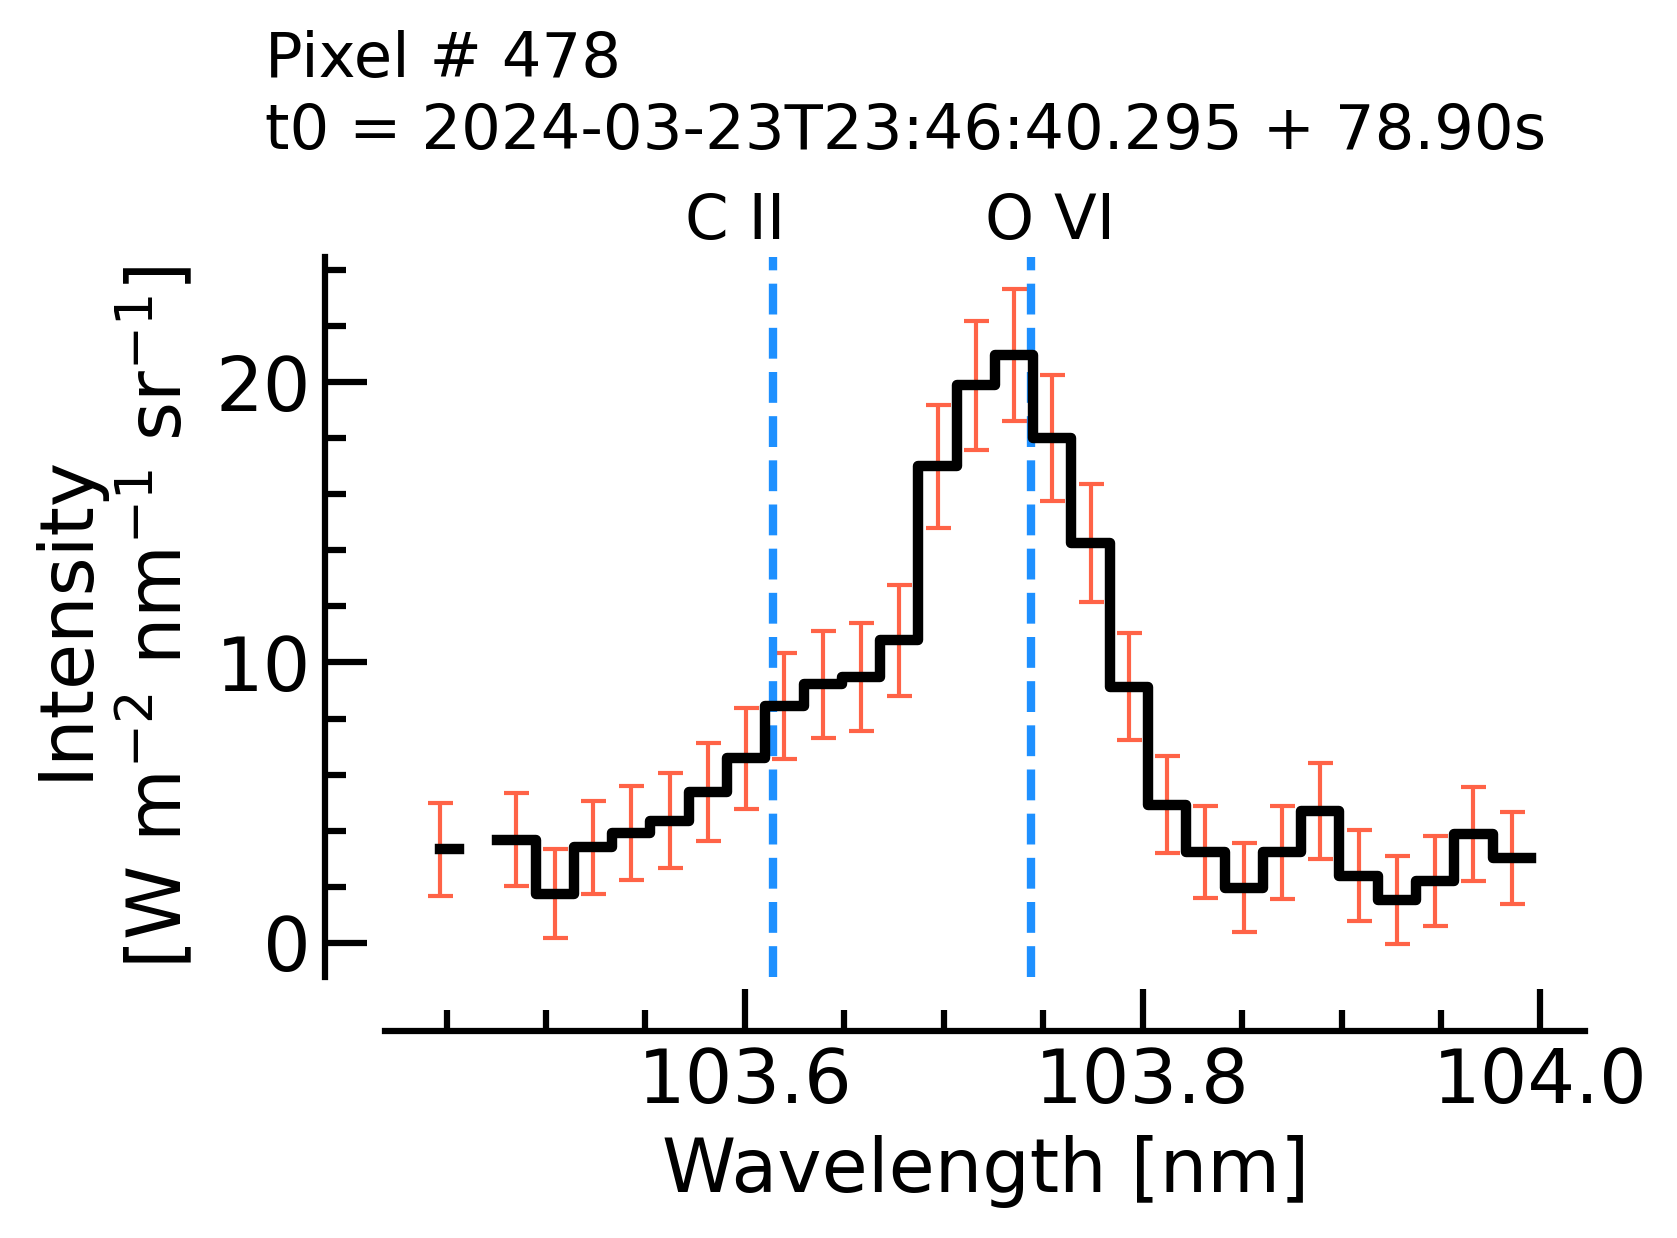 Pixel # 478
t0 = 2024-03-23T23:46:40.295 + 78.90s
C II O VI
Intensity
[W m⁻² nm⁻¹ sr⁻¹]
20
10
0
103.6 103.8 104.0
Wavelength [nm]